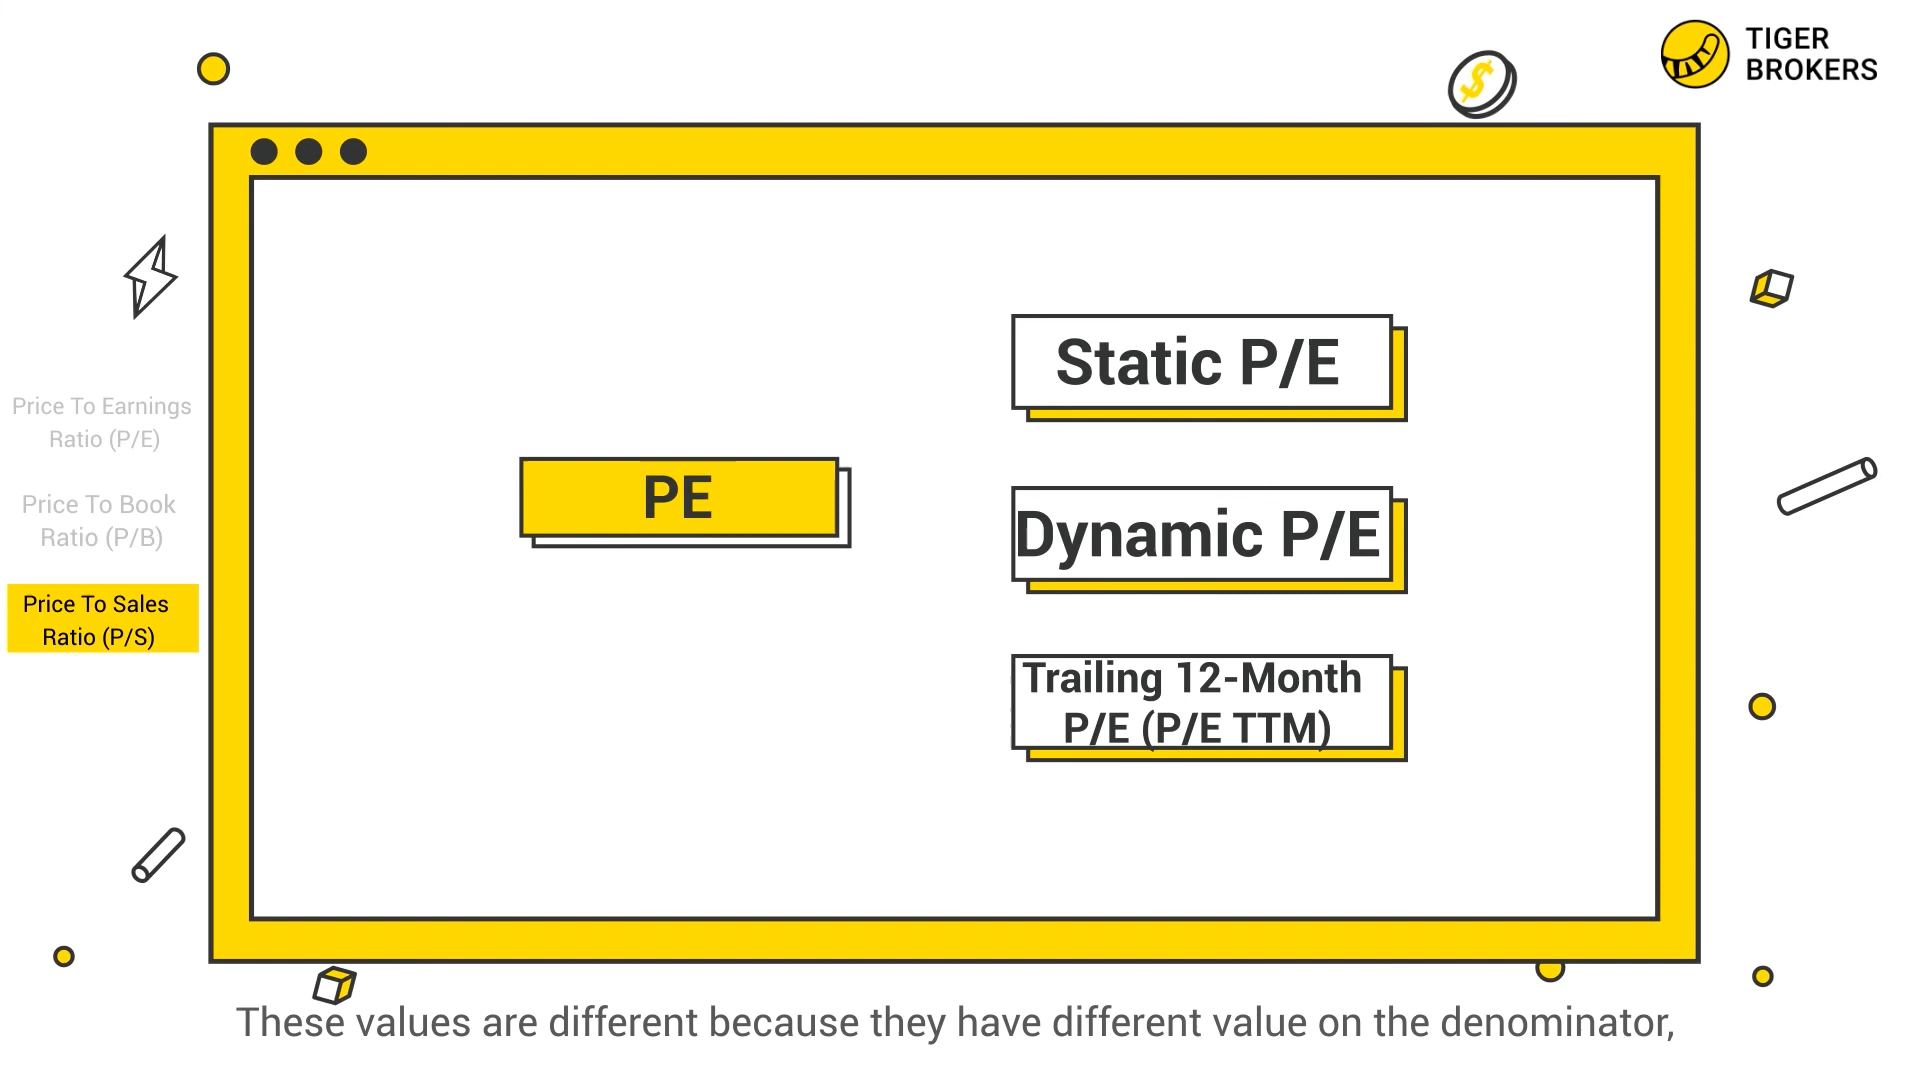 TIGER
BROKERS
Price To Earnings
Ratio (P/E)
Price To Book
Ratio (P/B)
Price To Sales
Ratio (P/S)
PE
Static P/E
Dynamic P/E
Trailing 12-Month
P/E (P/E TTM)
These values are different because they have different value on the denominator,